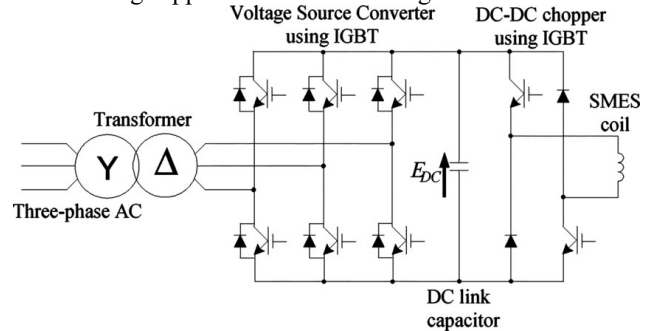 Voltage Source Converter
using IGBT
DC-DC chopper
using IGBT
Transformer
SMES
coil
Y
Δ
E_DC
Three-phase AC
DC link
capacitor